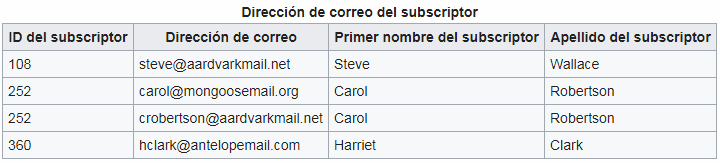 Dirección de correo del subscriptor
ID del subscriptor Dirección de correo Primer nombre del subscriptor Apellido del subscriptor
108 steve@aardvarkmail.net Steve Wallace
252 carol@mongoosemail.org Carol Robertson
252 crobertson@aardvarkmail.net Carol Robertson
360 hclark@antelopemail.com Harriet Clark